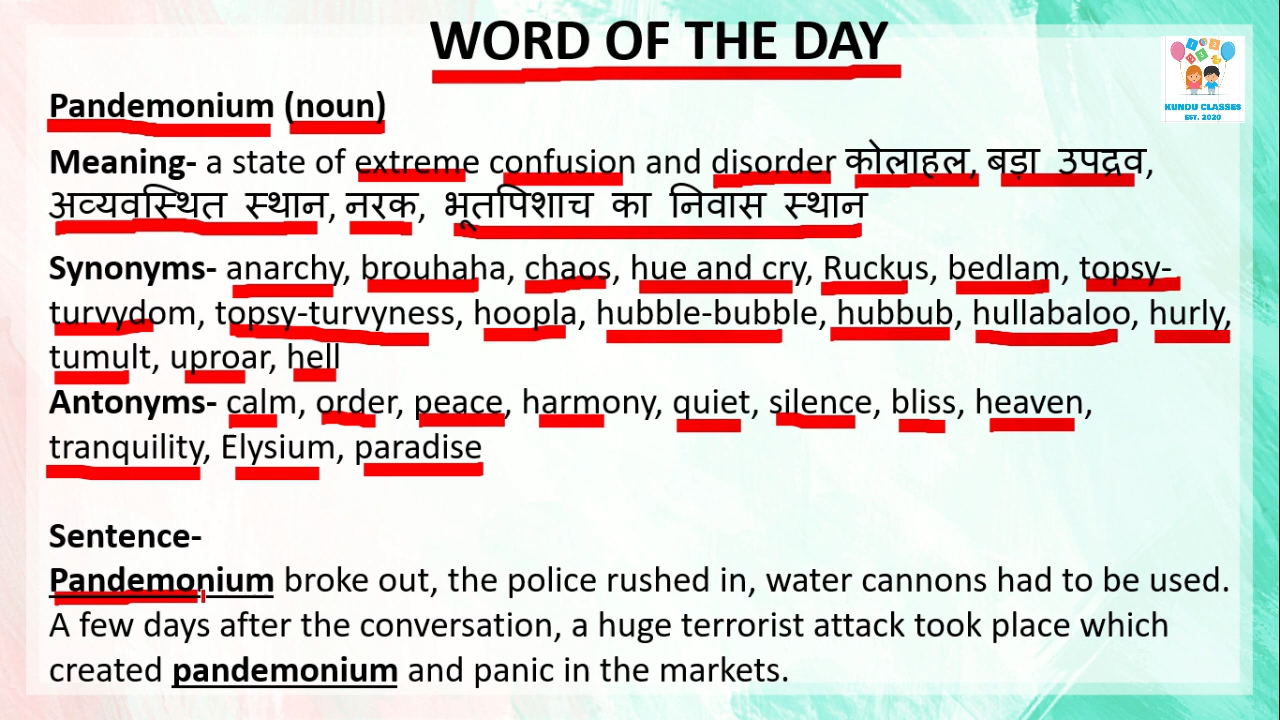 WORD OF THE DAY
KUNDU CLASSES
EST. 2020
Pandemonium (noun)
Meaning- a state of extreme confusion and disorder कोलाहल, बड़ा उपद्रव,
अव्यवस्थित स्थान, नरक, भूतपिशाच का निवास स्थान
Synonyms- anarchy, brouhaha, chaos, hue and cry, Ruckus, bedlam, topsy-
turvydom, topsy-turvyness, hoopla, hubble-bubble, hubbub, hullabaloo, hurly,
tumult, uproar, hell
Antonyms- calm, order, peace, harmony, quiet, silence, bliss, heaven,
tranquility, Elysium, paradise
Sentence-
Pandemonium broke out, the police rushed in, water cannons had to be used.
A few days after the conversation, a huge terrorist attack took place which
created pandemonium and panic in the markets.